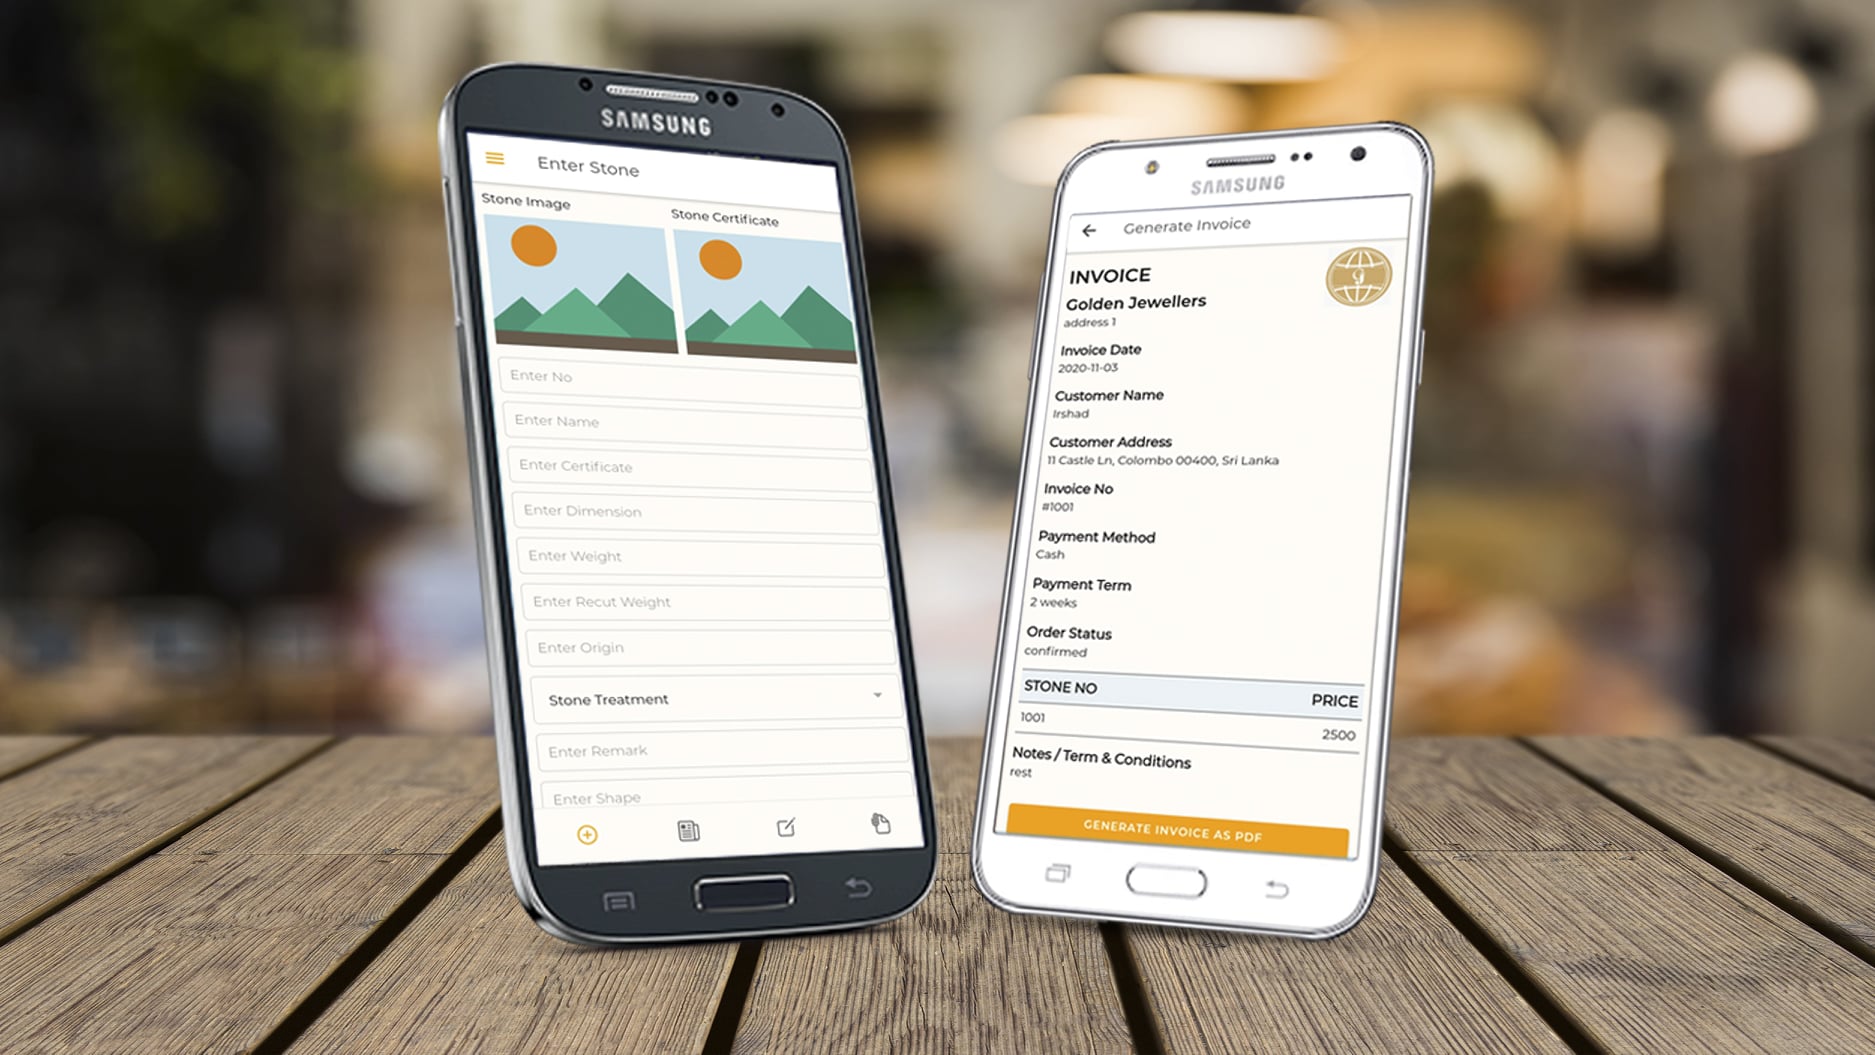 SAMSUNG
Enter Stone
Stone Image
Stone Certificate
Enter No
Enter Name
Enter Certificate
Enter Dimension
Enter Weight
Enter Recut Weight
Enter Origin
Stone Treatment
Enter Remark
Enter Shape
SAMSUNG
Generate Invoice
INVOICE
Golden Jewellers
address 1
Invoice Date
2020-11-03
Customer Name
Irshad
Customer Address
11 Castle Ln, Colombo 00400, Sri Lanka
Invoice No
#1001
Payment Method
Cash
Payment Term
2 weeks
Order Status
confirmed
STONE NO PRICE
1001 2500
Notes / Term & Conditions
rest
GENERATE INVOICE AS PDF